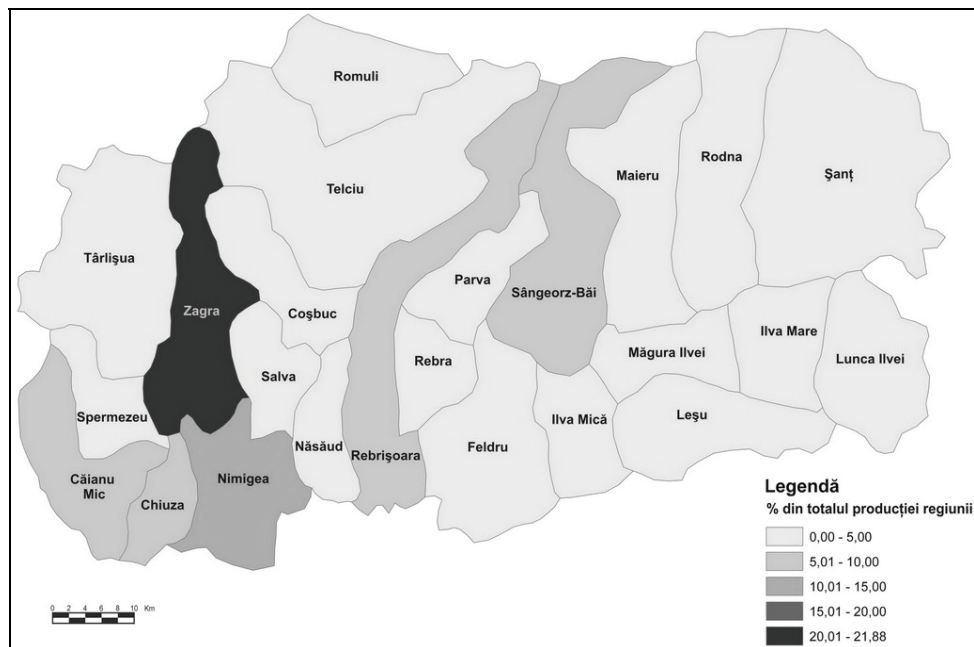 Romuli
Rodna
Maieru
Şanţ
Telciu
Târlişua
Parva
Sângeorz-Băi
Zagra
Coşbuc
Ilva Mare
Măgura Ilvei
Lunca Ilvei
Rebra
Salva
Spermezeu
Leşu
Ilva Mică
Năsăud
Feldru
Rebrişoara
Căianu
Mic
Nimigea
Chiuza
Legendă
% din totalul producţiei regiunii
0,00 - 5,00
5,01 - 10,00
10,01 - 15,00
15,01 - 20,00
20,01 - 21,88
0 2 4 6 8 10 Km